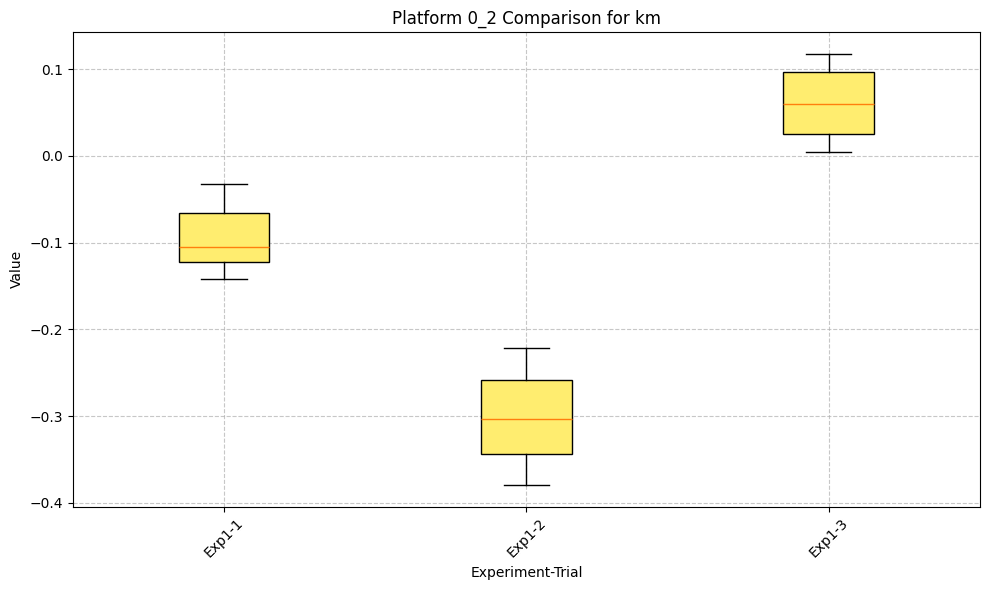 Platform 0_2 Comparison for km
Value
0.1
0.0
−0.1
−0.2
−0.3
−0.4
Exp1-1
Exp1-2
Exp1-3
Experiment-Trial